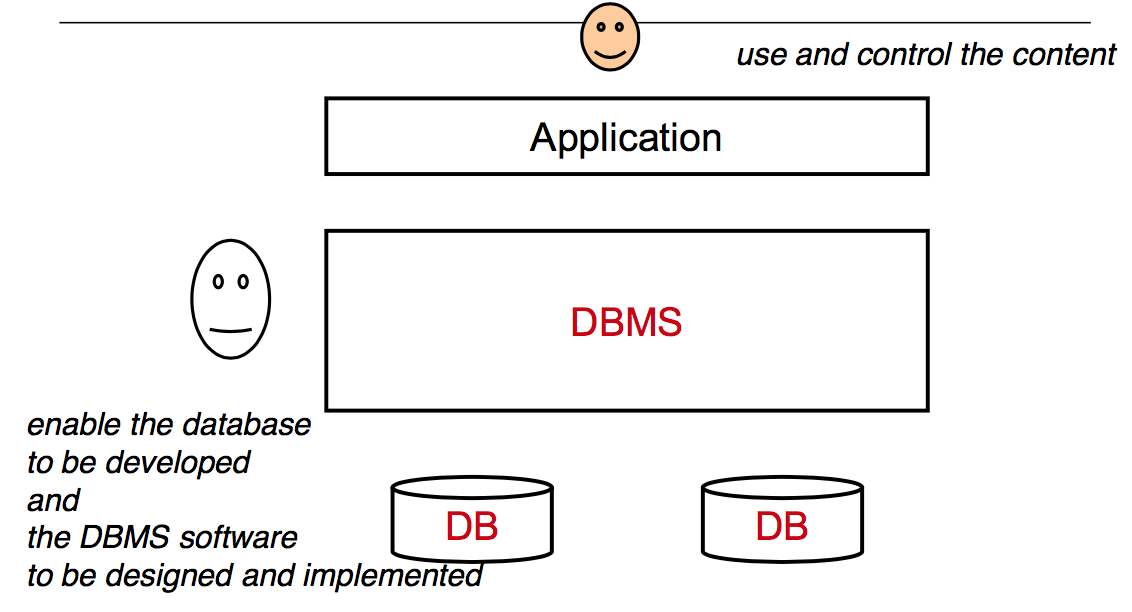 use and control the content
Application
DBMS
enable the database
to be developed
and
the DBMS software
to be designed and implemented
DB
DB